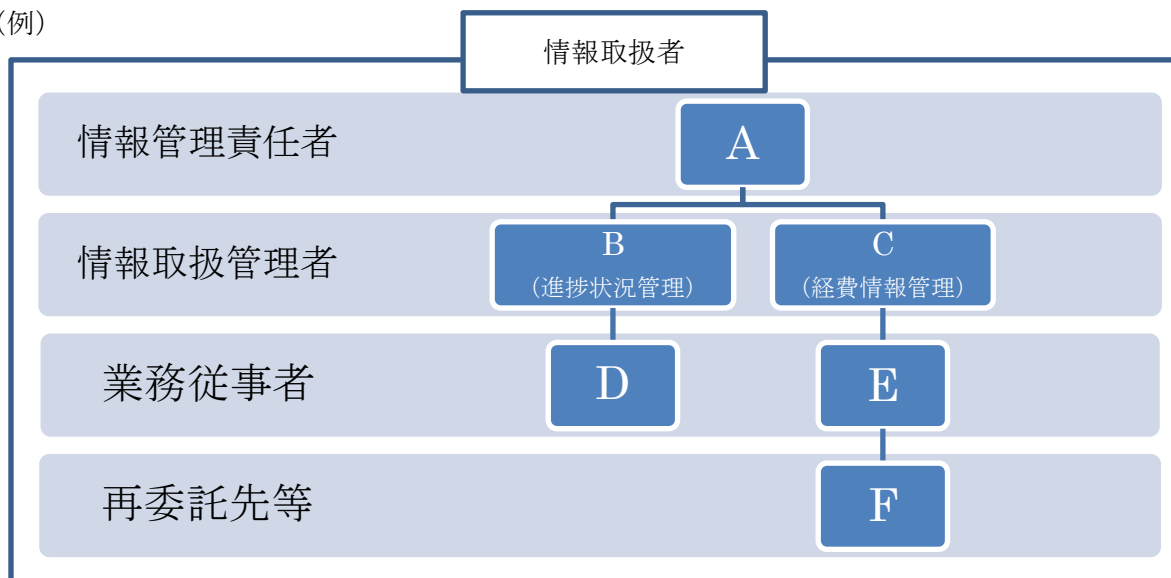 (例)
情報取扱者
情報管理責任者
A
情報取扱管理者
B
(進捗状況管理)
C
(経費情報管理)
業務従事者
D
E
再委託先等
F